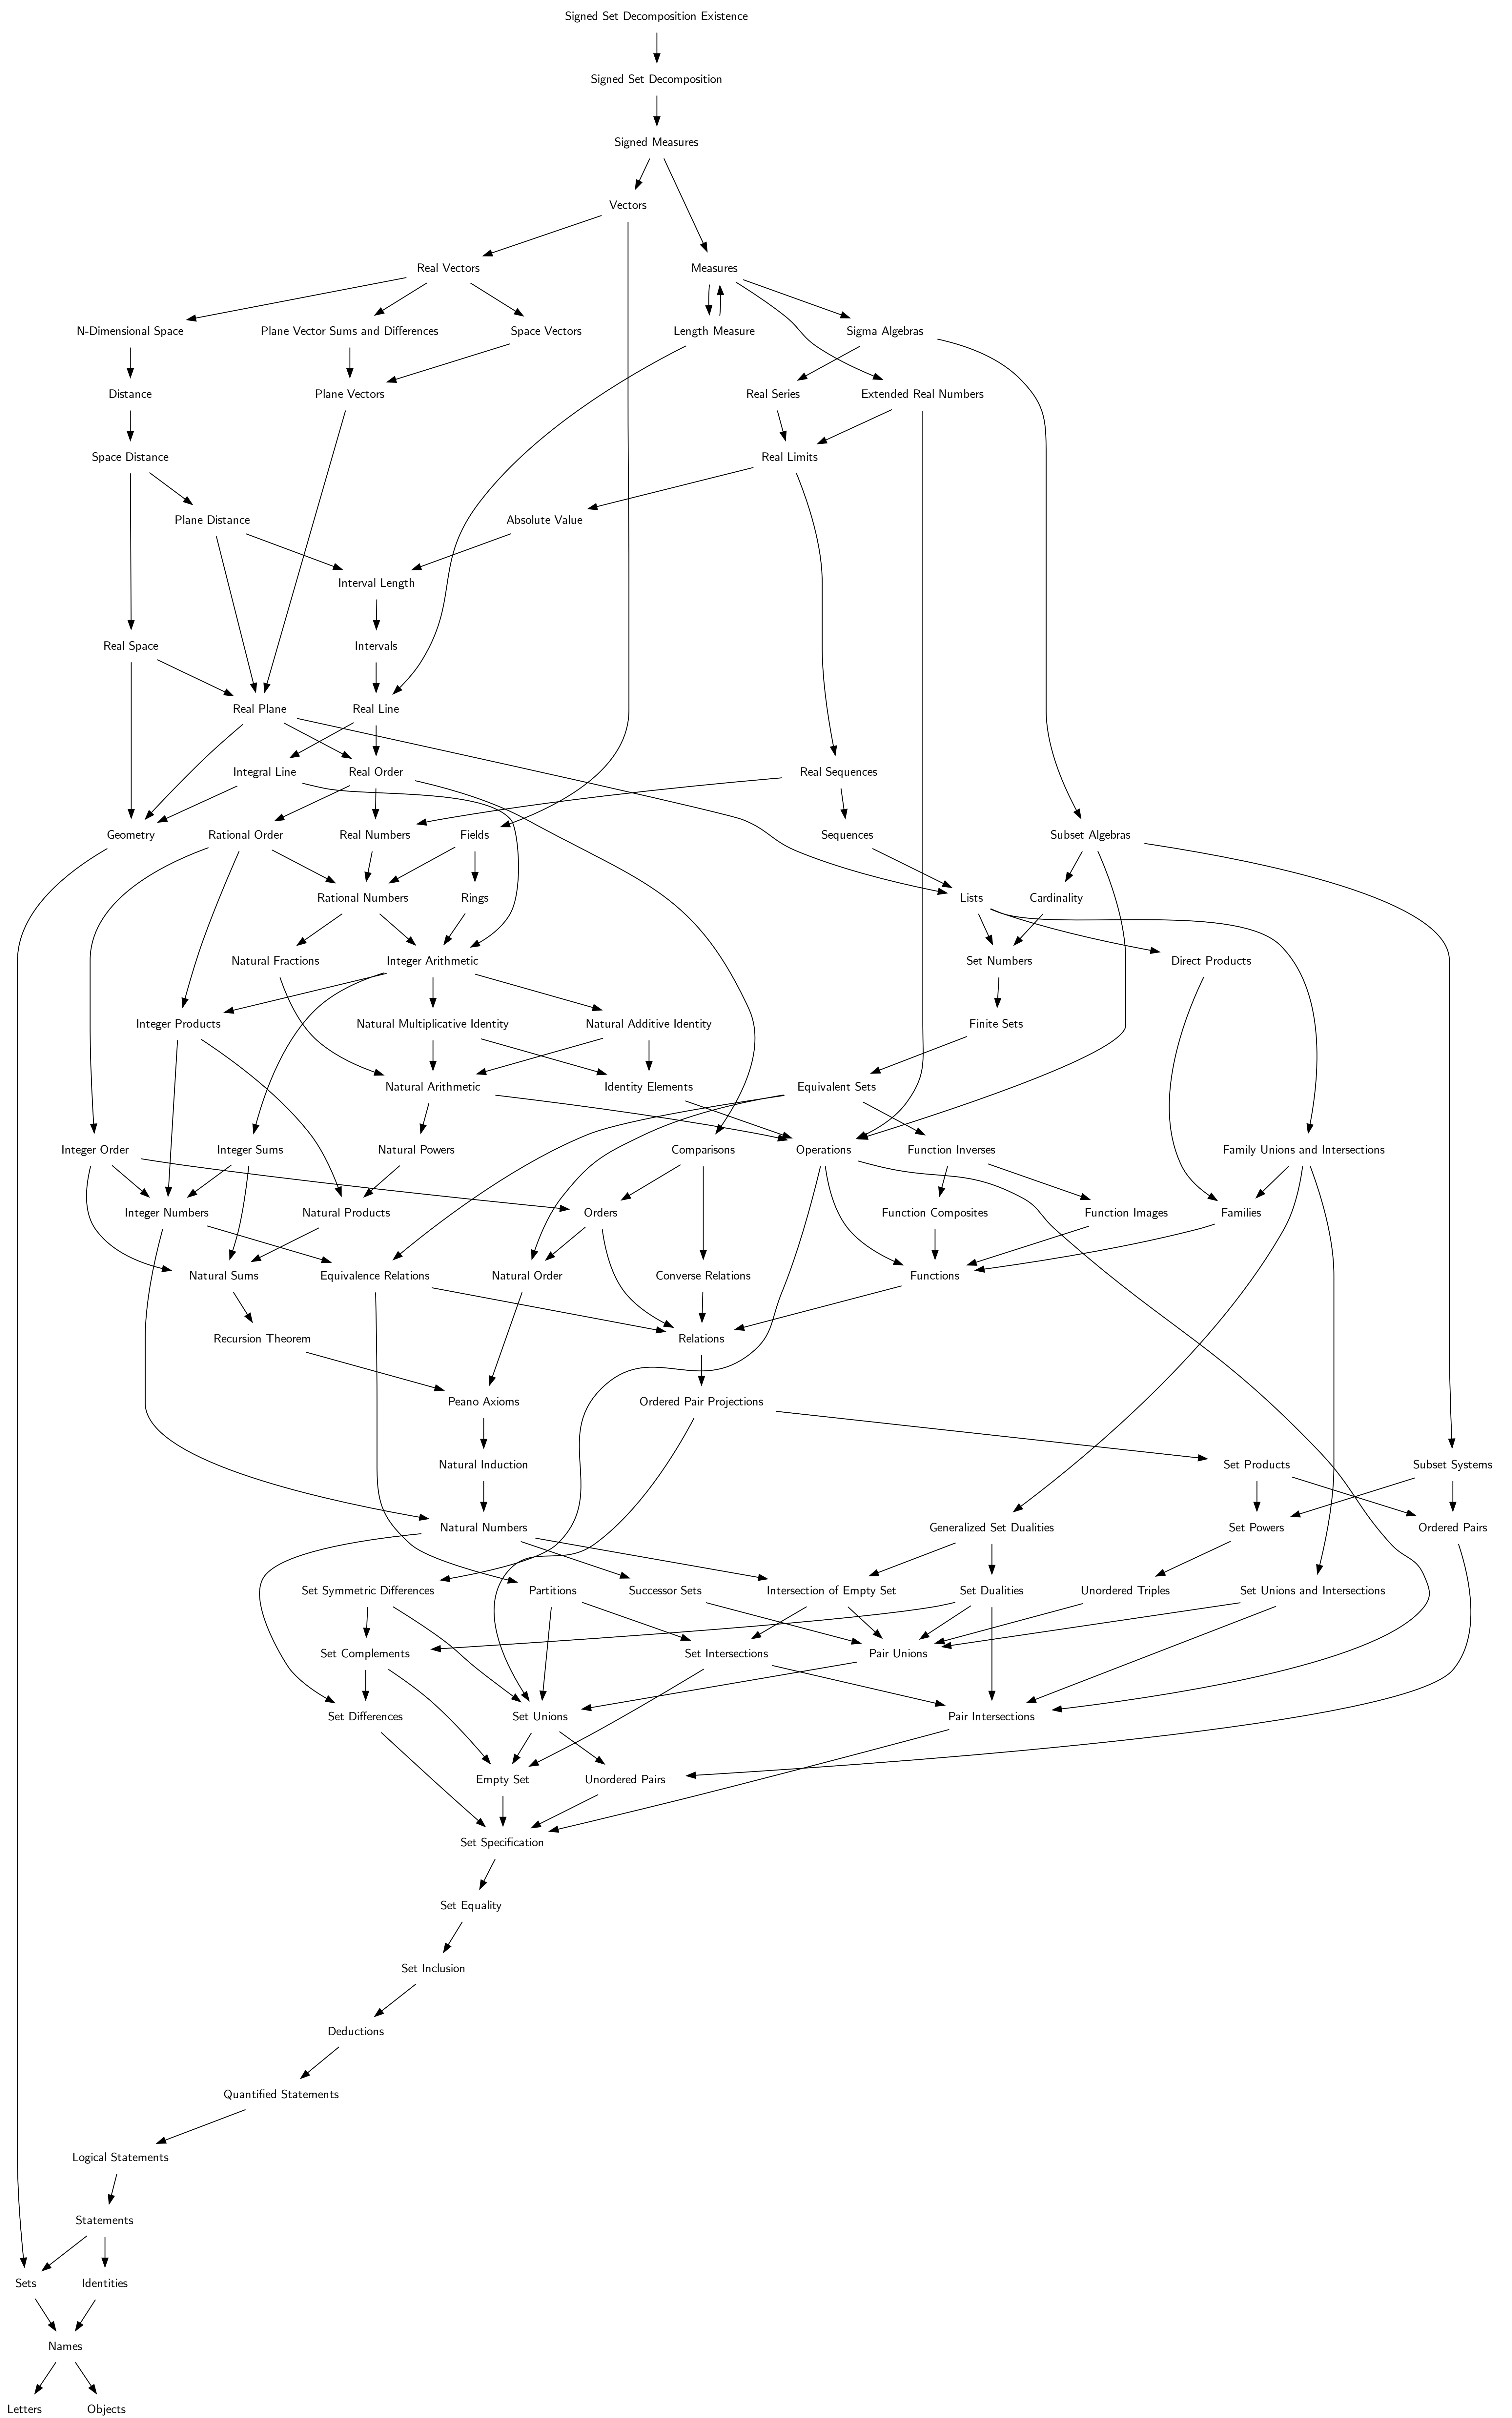 Signed Set Decomposition Existence
Signed Set Decomposition
Signed Measures
Vectors
Real Vectors
Measures
N-Dimensional Space
Plane Vector Sums and Differences
Space Vectors
Length Measure
Sigma Algebras
Distance
Plane Vectors
Real Series
Extended Real Numbers
Space Distance
Real Limits
Plane Distance
Absolute Value
Interval Length
Real Space
Intervals
Real Plane
Real Line
Integral Line
Real Order
Real Sequences
Geometry
Rational Order
Real Numbers
Fields
Sequences
Subset Algebras
Rational Numbers
Rings
Lists
Cardinality
Natural Fractions
Integer Arithmetic
Set Numbers
Direct Products
Integer Products
Natural Multiplicative Identity
Natural Additive Identity
Finite Sets
Natural Arithmetic
Identity Elements
Equivalent Sets
Integer Order
Integer Sums
Natural Powers
Comparisons
Operations
Function Inverses
Family Unions and Intersections
Integer Numbers
Natural Products
Orders
Function Composites
Function Images
Families
Natural Sums
Equivalence Relations
Natural Order
Converse Relations
Functions
Recursion Theorem
Relations
Peano Axioms
Ordered Pair Projections
Natural Induction
Set Products
Subset Systems
Natural Numbers
Generalized Set Dualities
Set Powers
Ordered Pairs
Set Symmetric Differences
Partitions
Successor Sets
Intersection of Empty Set
Set Dualities
Unordered Triples
Set Unions and Intersections
Set Complements
Set Intersections
Pair Unions
Set Differences
Set Unions
Pair Intersections
Empty Set
Unordered Pairs
Set Specification
Set Equality
Set Inclusion
Deductions
Quantified Statements
Logical Statements
Statements
Sets
Identities
Names
Letters
Objects